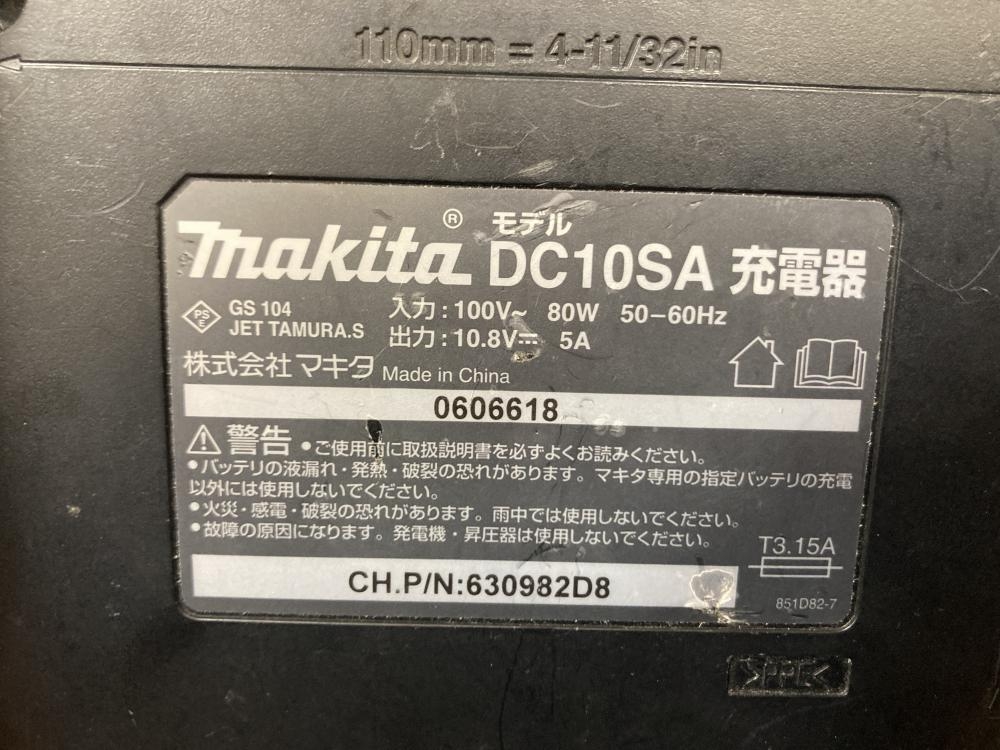 110mm = 4-11/32in
makita® モデル DC10SA 充電器
PSE GS 104 入力：100V~ 80W 50−60Hz
JET TAMURA.S 出力：10.8V⎓ 5A
株式会社マキタ Made in China
0606618
⚠警告 ●ご使用前に取扱説明書を必ずよくお読みください。
●バッテリの液漏れ・発熱・破裂の恐れがあります。マキタ専用の指定バッテリの充電
以外には使用しないでください。
●火災・感電・破裂の恐れがあります。雨中では使用しないでください。
●故障の原因になります。発電機・昇圧器は使用しないでください。
T3.15A
CH.P/N:630982D8
851D82-7
>PPE<